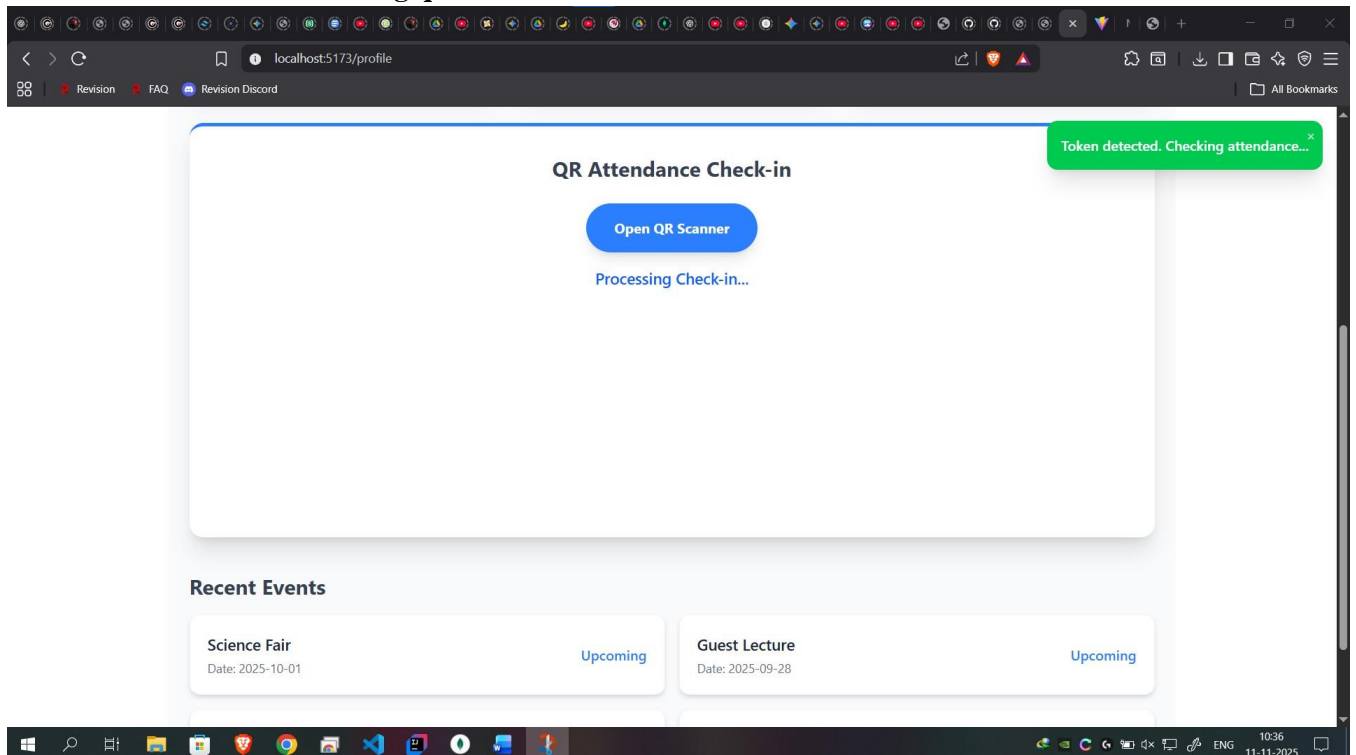 localhost:5173/profile
Revision
FAQ
Revision Discord
All Bookmarks
Token detected. Checking attendance...
QR Attendance Check-in
Open QR Scanner
Processing Check-in...
Recent Events
Science Fair
Date: 2025-10-01
Upcoming
Guest Lecture
Date: 2025-09-28
Upcoming
ENG
10:36
11-11-2025